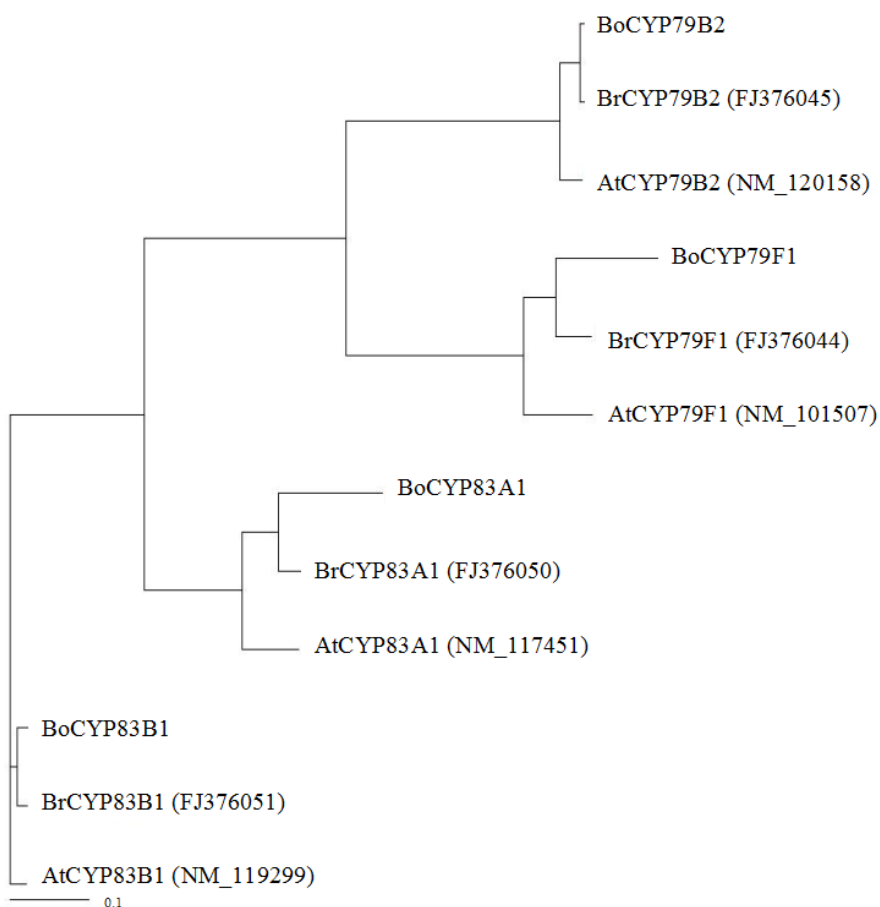 BoCYP79B2
BrCYP79B2 (FJ376045)
AtCYP79B2 (NM_120158)
BoCYP79F1
BrCYP79F1 (FJ376044)
AtCYP79F1 (NM_101507)
BoCYP83A1
BrCYP83A1 (FJ376050)
AtCYP83A1 (NM_117451)
BoCYP83B1
BrCYP83B1 (FJ376051)
AtCYP83B1 (NM_119299)
0.1